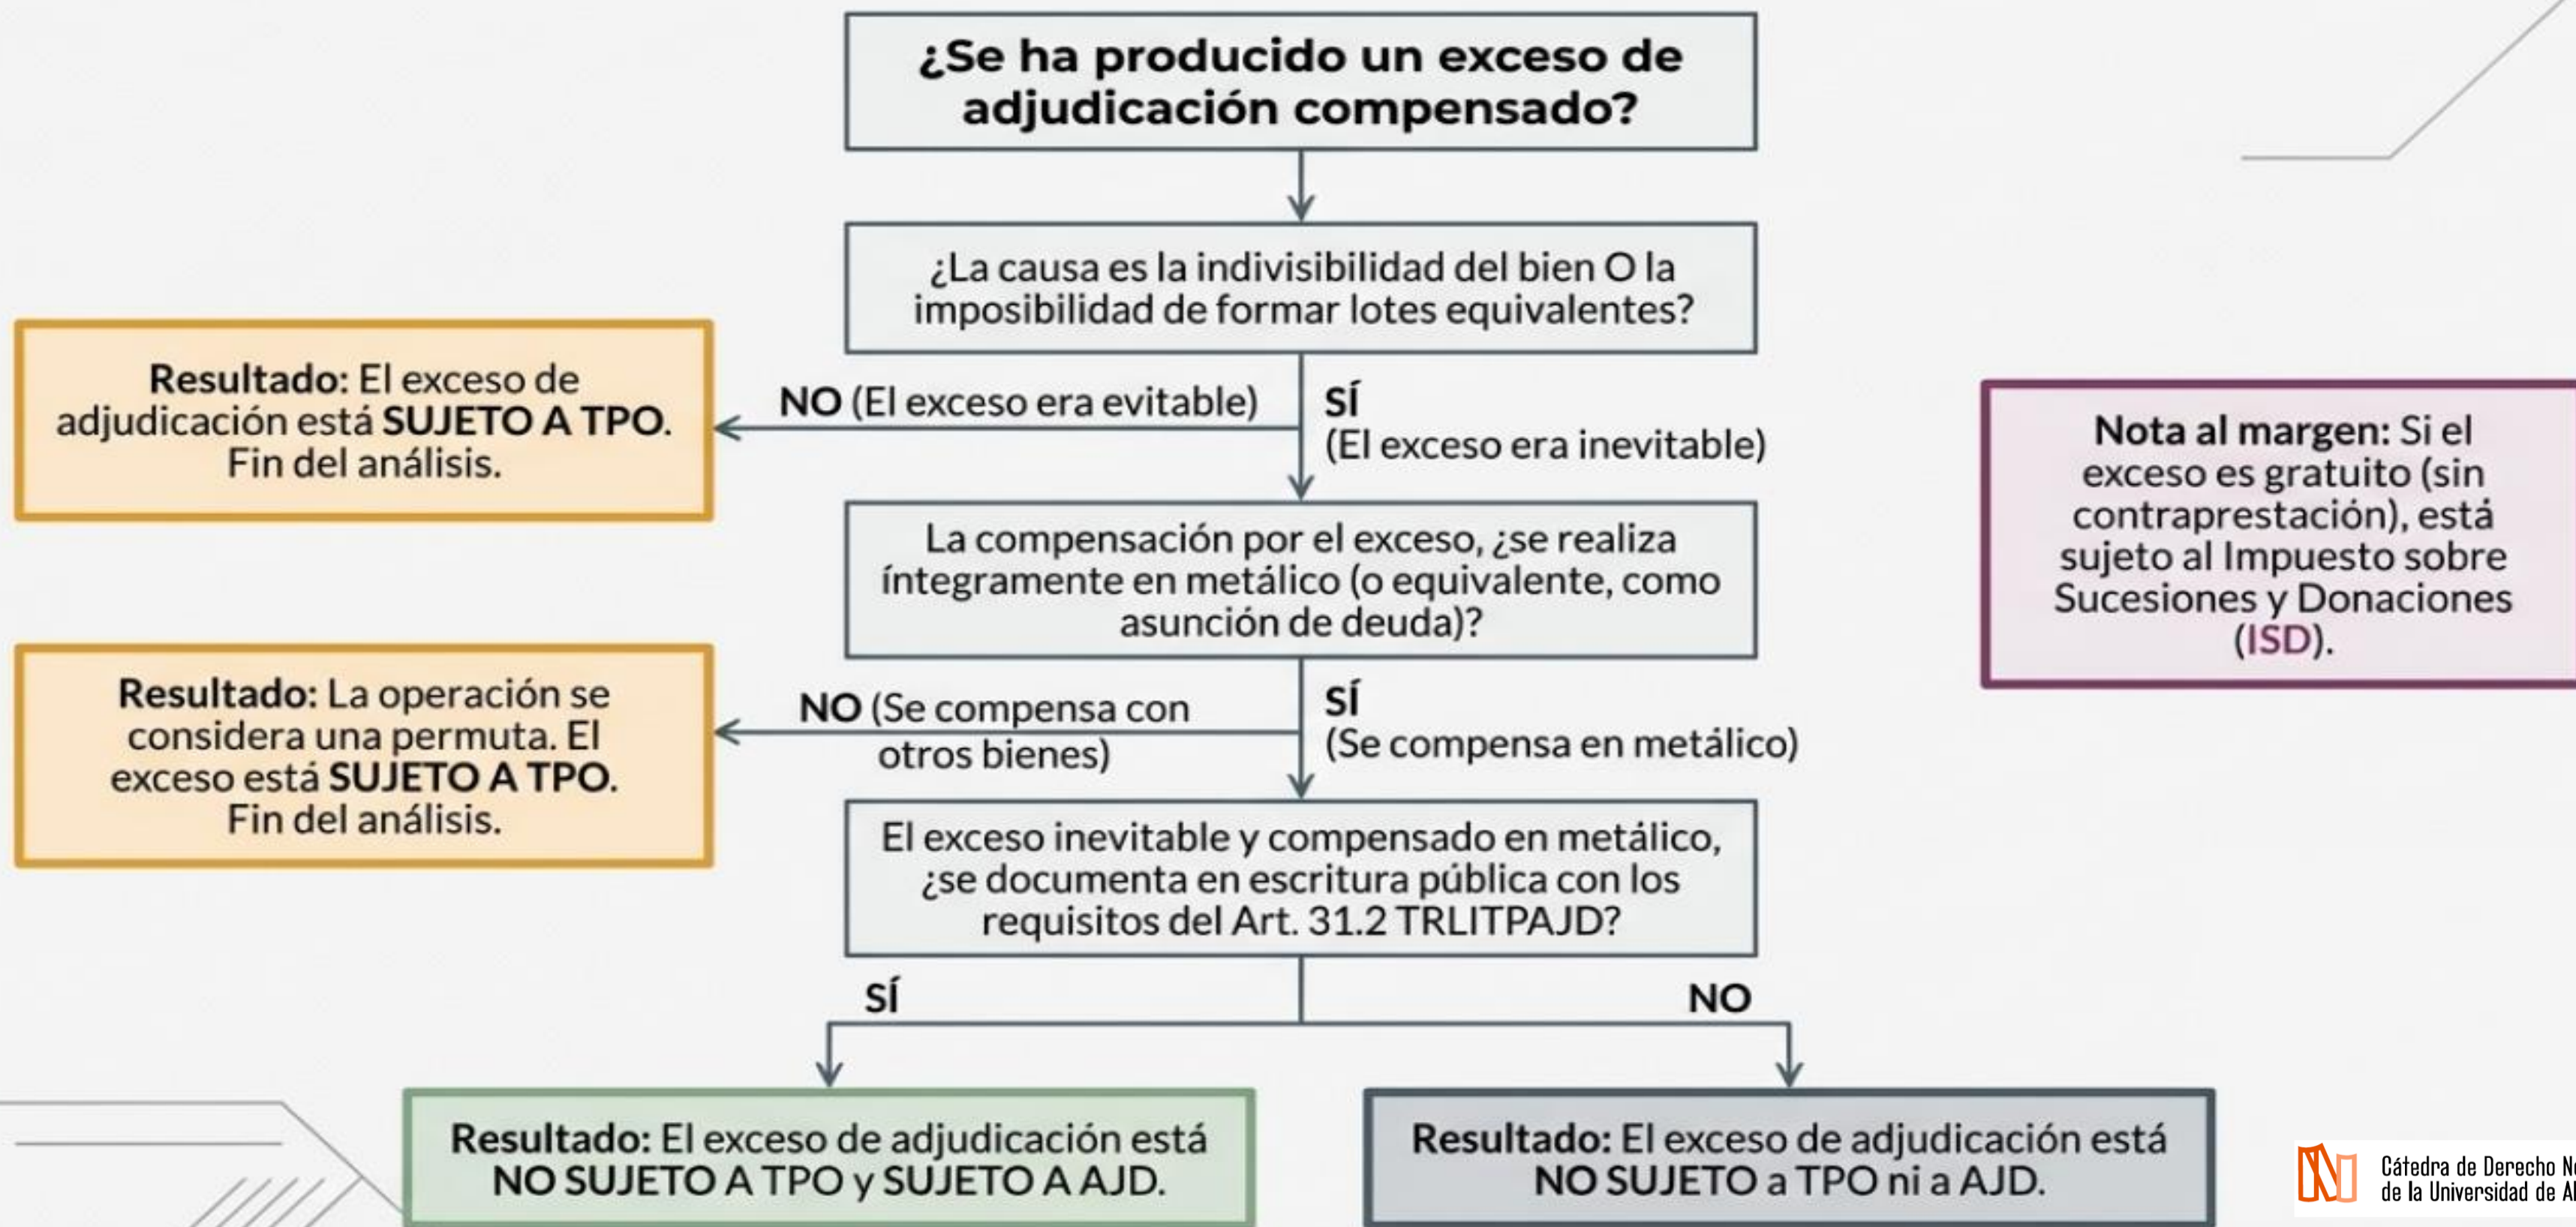 ¿Se ha producido un exceso de
adjudicación compensado?
¿La causa es la indivisibilidad del bien O la
imposibilidad de formar lotes equivalentes?
NO (El exceso era evitable)
SÍ
(El exceso era inevitable)
Resultado: El exceso de
adjudicación está SUJETO A TPO.
Fin del análisis.
Nota al margen: Si el
exceso es gratuito (sin
contraprestación), está
sujeto al Impuesto sobre
Sucesiones y Donaciones
(ISD).
La compensación por el exceso, ¿se realiza
íntegramente en metálico (o equivalente, como
asunción de deuda)?
NO (Se compensa con
otros bienes)
SÍ
(Se compensa en metálico)
Resultado: La operación se
considera una permuta. El
exceso está SUJETO A TPO.
Fin del análisis.
El exceso inevitable y compensado en metálico,
¿se documenta en escritura pública con los
requisitos del Art. 31.2 TRLITPAJD?
SÍ
NO
Resultado: El exceso de adjudicación está
NO SUJETO A TPO y SUJETO A AJD.
Resultado: El exceso de adjudicación está
NO SUJETO a TPO ni a AJD.
Cátedra de Derecho
de la Universidad de